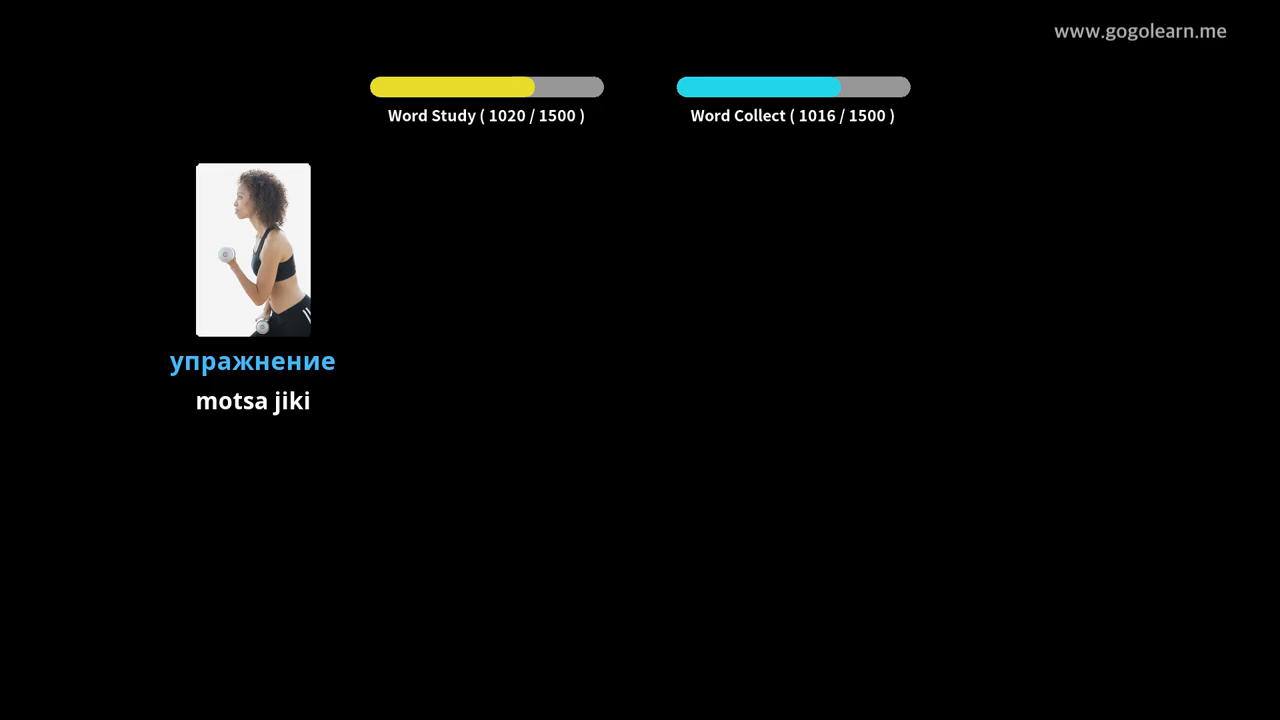 www.gogolearn.me
Word Study ( 1020 / 1500 )
Word Collect ( 1016 / 1500 )
упражнение
motsa jiki